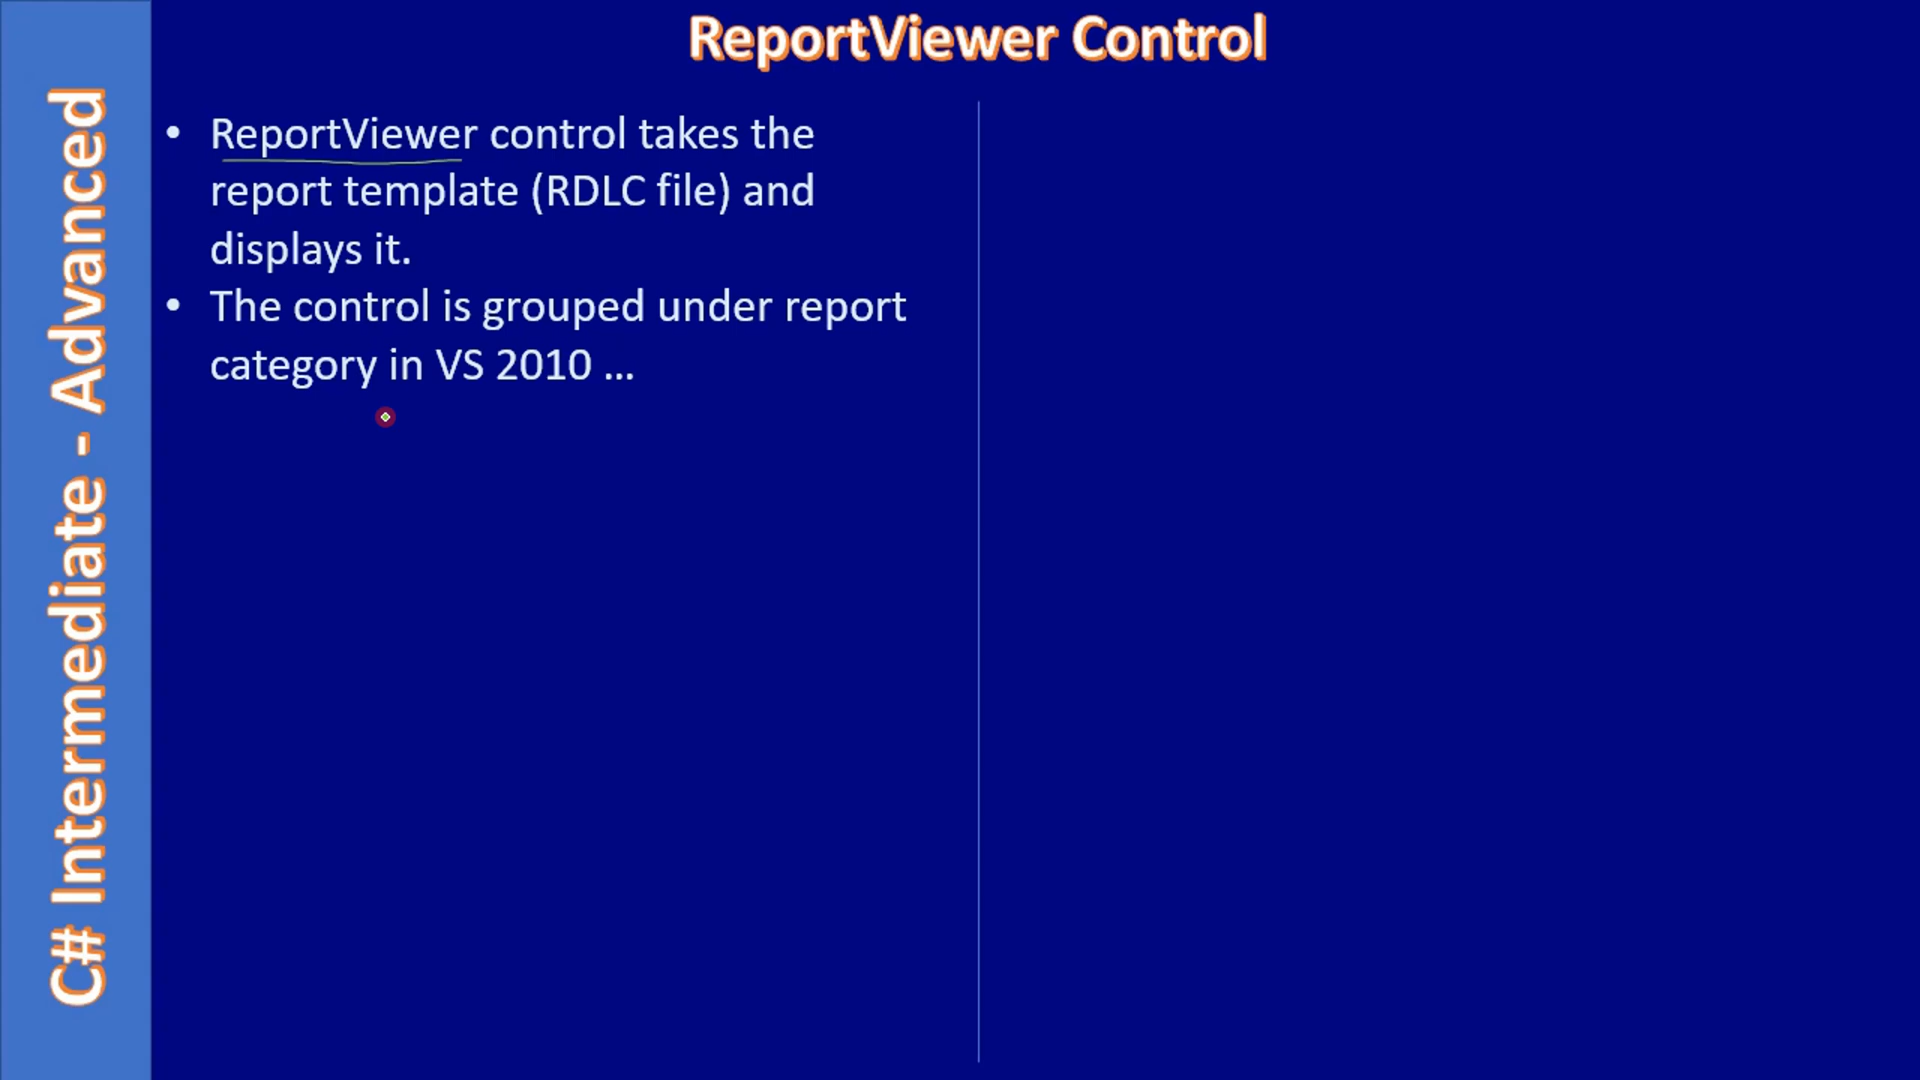 ReportViewer Control
C# Intermediate - Advanced
• ReportViewer control takes the
report template (RDLC file) and
displays it.
• The control is grouped under report
category in VS 2010 ...